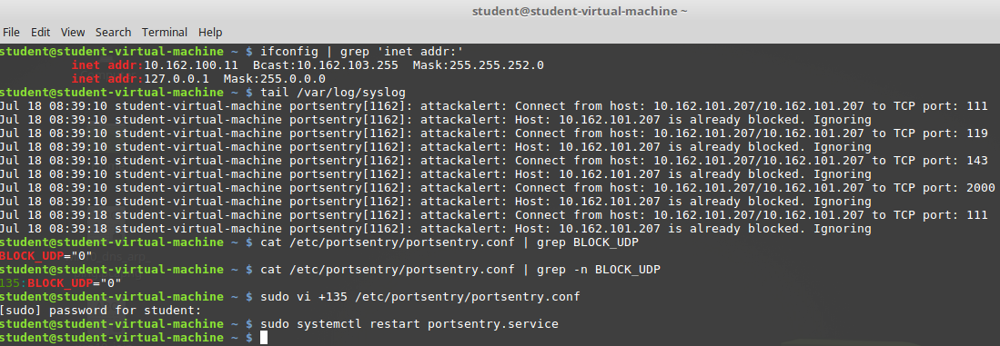 student@student-virtual-machine ~
File Edit View Search Terminal Help
student@student-virtual-machine ~ $ ifconfig | grep 'inet addr:'
inet addr:10.162.100.11  Bcast:10.162.103.255  Mask:255.255.252.0
inet addr:127.0.0.1  Mask:255.0.0.0
student@student-virtual-machine ~ $ tail /var/log/syslog
Jul 18 08:39:10 student-virtual-machine portsentry[1162]: attackalert: Connect from host: 10.162.101.207/10.162.101.207 to TCP port: 111
Jul 18 08:39:10 student-virtual-machine portsentry[1162]: attackalert: Host: 10.162.101.207 is already blocked. Ignoring
Jul 18 08:39:10 student-virtual-machine portsentry[1162]: attackalert: Connect from host: 10.162.101.207/10.162.101.207 to TCP port: 119
Jul 18 08:39:10 student-virtual-machine portsentry[1162]: attackalert: Host: 10.162.101.207 is already blocked. Ignoring
Jul 18 08:39:10 student-virtual-machine portsentry[1162]: attackalert: Connect from host: 10.162.101.207/10.162.101.207 to TCP port: 143
Jul 18 08:39:10 student-virtual-machine portsentry[1162]: attackalert: Host: 10.162.101.207 is already blocked. Ignoring
Jul 18 08:39:10 student-virtual-machine portsentry[1162]: attackalert: Connect from host: 10.162.101.207/10.162.101.207 to TCP port: 2000
Jul 18 08:39:10 student-virtual-machine portsentry[1162]: attackalert: Host: 10.162.101.207 is already blocked. Ignoring
Jul 18 08:39:18 student-virtual-machine portsentry[1162]: attackalert: Connect from host: 10.162.101.207/10.162.101.207 to TCP port: 111
Jul 18 08:39:18 student-virtual-machine portsentry[1162]: attackalert: Host: 10.162.101.207 is already blocked. Ignoring
student@student-virtual-machine ~ $ cat /etc/portsentry/portsentry.conf | grep BLOCK_UDP
BLOCK_UDP="0"
student@student-virtual-machine ~ $ cat /etc/portsentry/portsentry.conf | grep -n BLOCK_UDP
135:BLOCK_UDP="0"
student@student-virtual-machine ~ $ sudo vi +135 /etc/portsentry/portsentry.conf
[sudo] password for student:
student@student-virtual-machine ~ $ sudo systemctl restart portsentry.service
student@student-virtual-machine ~ $